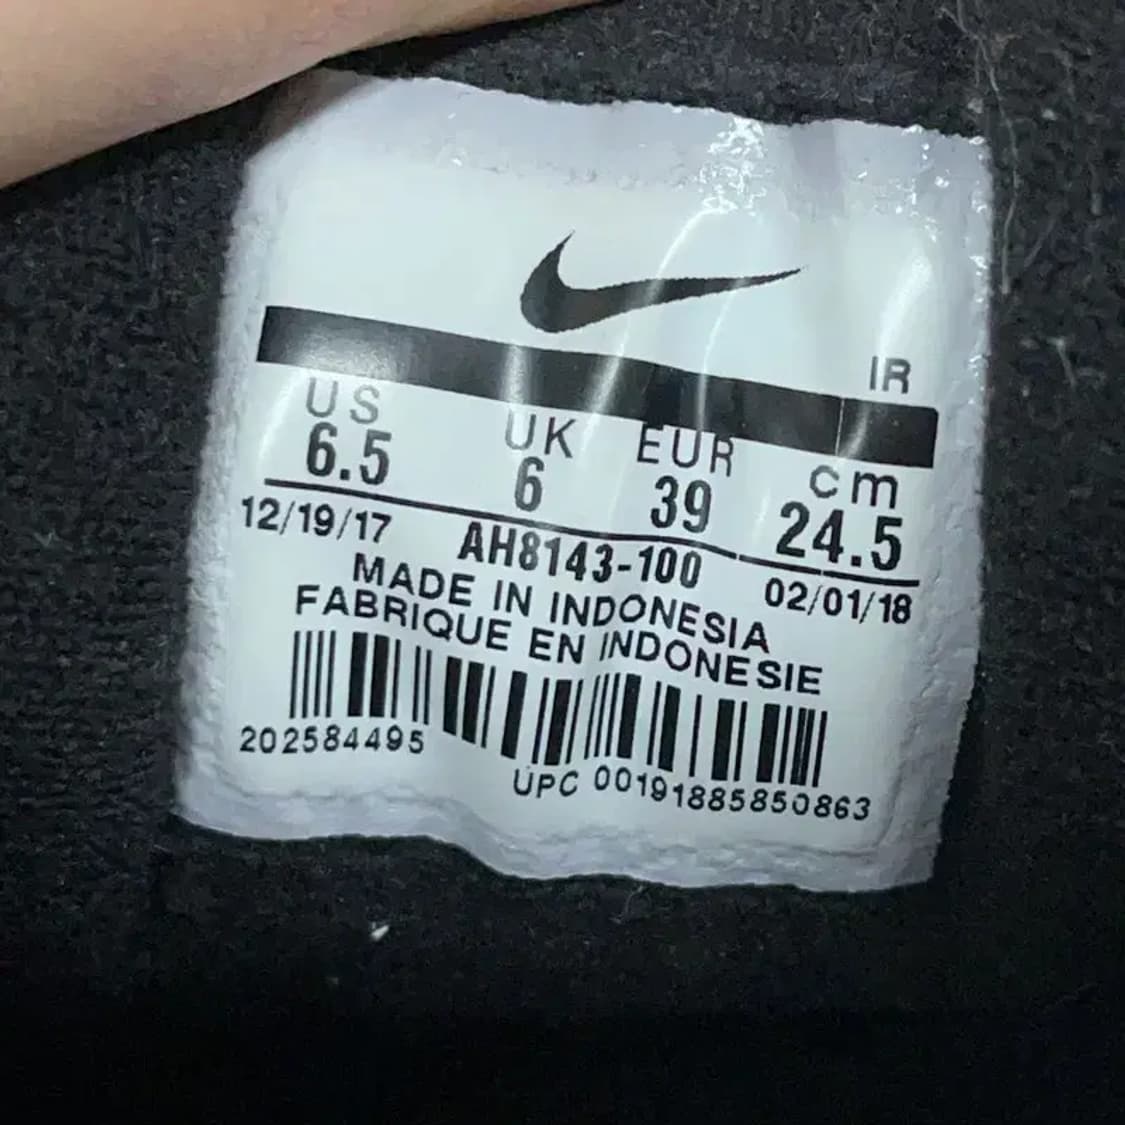 IR
US UK EUR cm
6.5 6 39 24.5
12/19/17 AH8143-100 02/01/18
MADE IN INDONESIA
FABRIQUE EN INDONESIE
202584495
UPC 00191885850863